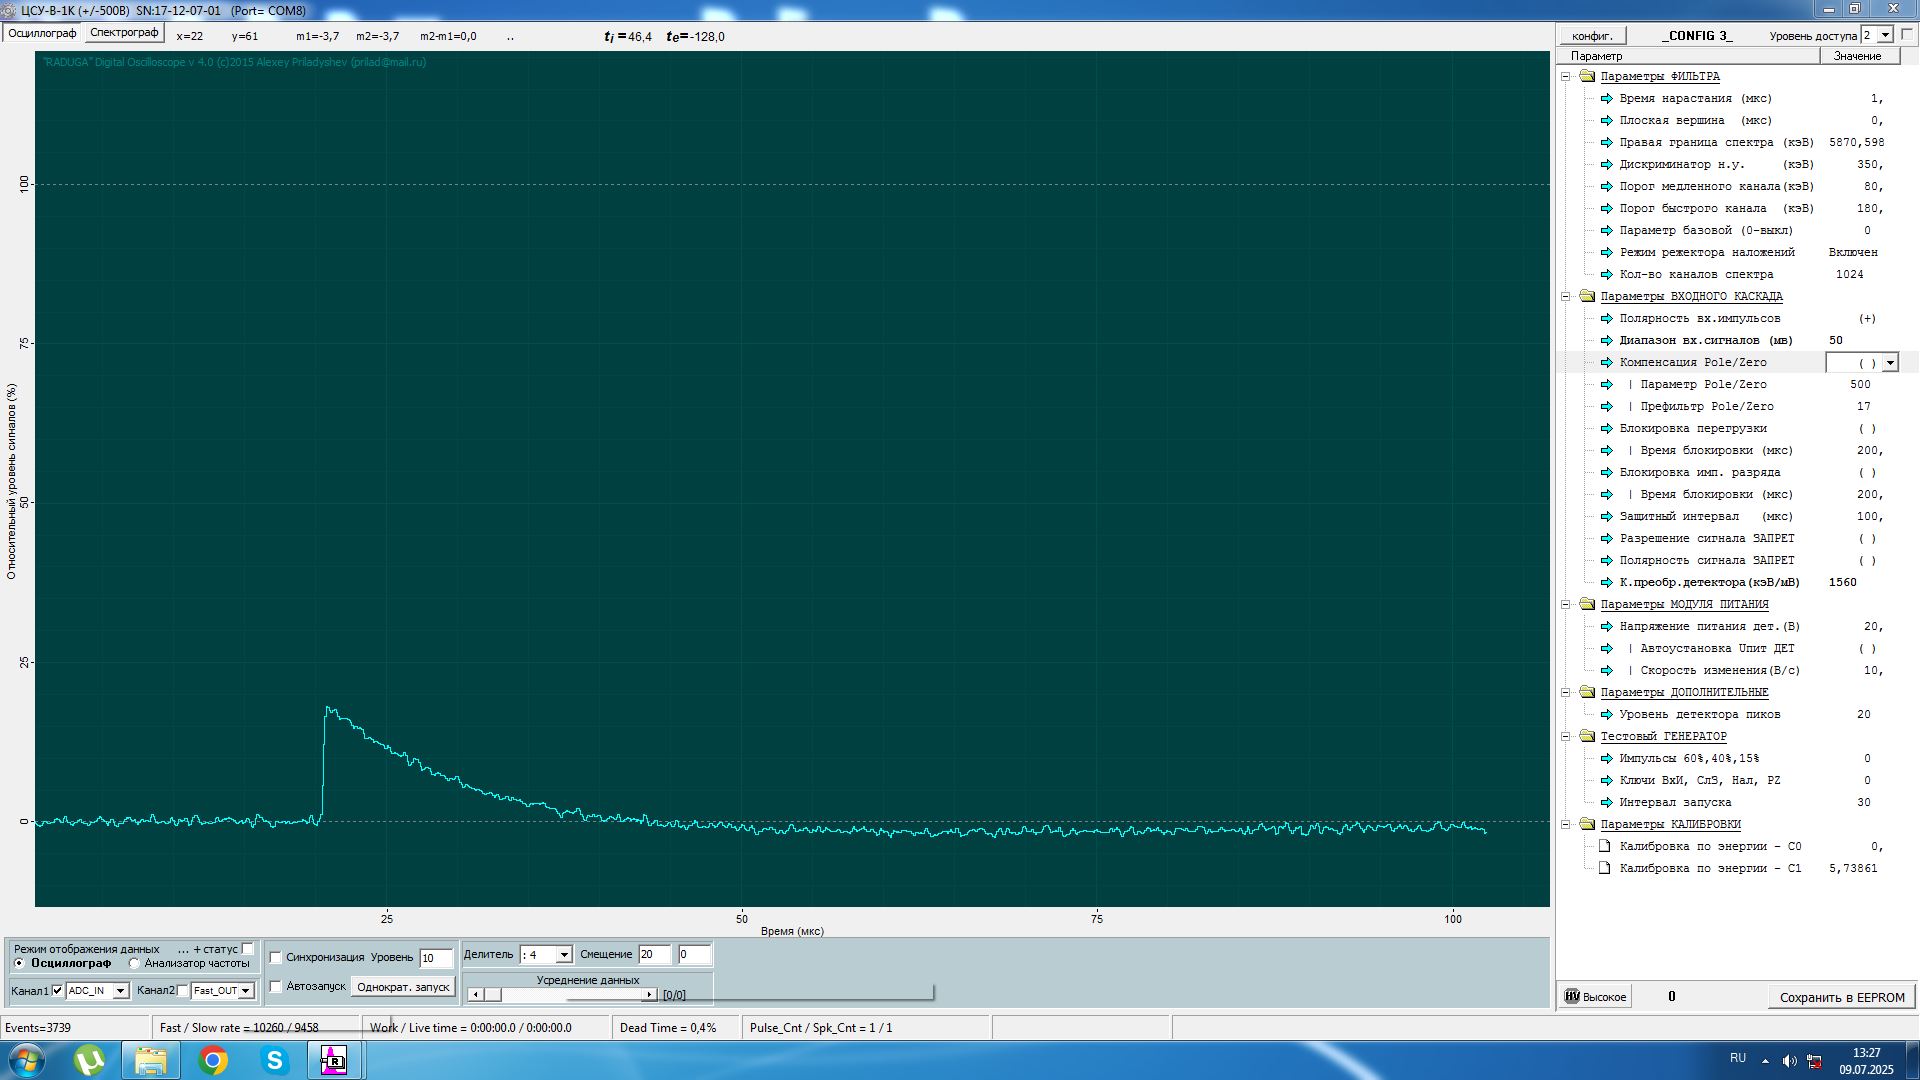 ЦСУ-В-1К (+/-500В) SN:17-12-07-01 (Port= COM8)
Осциллограф Спектрограф x=22 y=61 m1=-3,7 m2=-3,7 m2-m1=0,0 .. ti =46,4 te=-128,0
конфиг. _CONFIG 3_ Уровень доступа 2
"RADUGA" Digital Oscilloscope v 4.0 (c)2015 Alexey Priladyshev (prilad@mail.ru)
Параметр Значение
Параметры ФИЛЬТРА
Время нарастания (мкс) 1,
Плоская вершина (мкс) 0,
Правая граница спектра (кэВ) 5870,598
Дискриминатор н.у. (кэВ) 350,
Порог медленного канала(кэВ) 80,
Порог быстрого канала (кэВ) 180,
Параметр базовой (0-выкл) 0
Режим режектора наложений Включен
Кол-во каналов спектра 1024
Параметры ВХОДНОГО КАСКАДА
Полярность вх.импульсов (+)
Диапазон вх.сигналов (мв) 50
Компенсация Pole/Zero ( )
| Параметр Pole/Zero 500
| Префильтр Pole/Zero 17
Блокировка перегрузки ( )
| Время блокировки (мкс) 200,
Блокировка имп. разряда ( )
| Время блокировки (мкс) 200,
Защитный интервал (мкс) 100,
Разрешение сигнала ЗАПРЕТ ( )
Полярность сигнала ЗАПРЕТ ( )
К.преобр.детектора(кэВ/мВ) 1560
Параметры МОДУЛЯ ПИТАНИЯ
Напряжение питания дет.(В) 20,
| Автоустановка Uпит ДЕТ ( )
| Скорость изменения(В/с) 10,
Параметры ДОПОЛНИТЕЛЬНЫЕ
Уровень детектора пиков 20
Тестовый ГЕНЕРАТОР
Импульсы 60%,40%,15% 0
Ключи ВхИ, СлЗ, Нал, PZ 0
Интервал запуска 30
Параметры КАЛИБРОВКИ
Калибровка по энергии - C0 0,
Калибровка по энергии - C1 5,73861
Относительный уровень сигналов (%)
100
75
50
25
0
25 50 75 100
Время (мкс)
Режим отображения данных ... + статус
Осциллограф Анализатор частоты
Канал1 ADC_IN Канал2 Fast_OUT
Синхронизация Уровень 10
Автозапуск Однократ. запуск
Делитель : 4 Смещение 20 0
Усреднение данных
[0/0]
HV Высокое 0 Сохранить в EEPROM
Events=3739 Fast / Slow rate = 10260 / 9458 Work / Live time = 0:00:00.0 / 0:00:00.0 Dead Time = 0,4% Pulse_Cnt / Spk_Cnt = 1 / 1
RU 13:27
09.07.2025